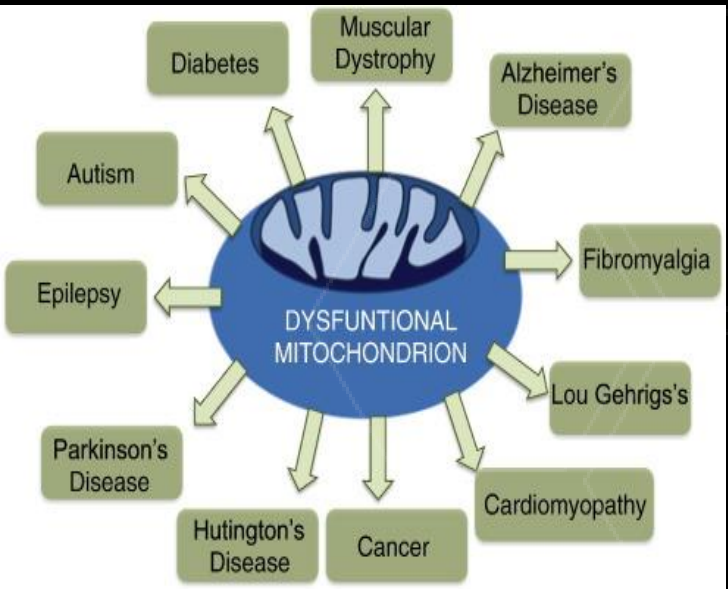 Muscular
Dystrophy
Diabetes
Alzheimer's
Disease
Autism
Fibromyalgia
Epilepsy
DYSFUNTIONAL
MITOCHONDRION
Lou Gehrigs's
Parkinson's
Disease
Cardiomyopathy
Hutington's
Disease
Cancer